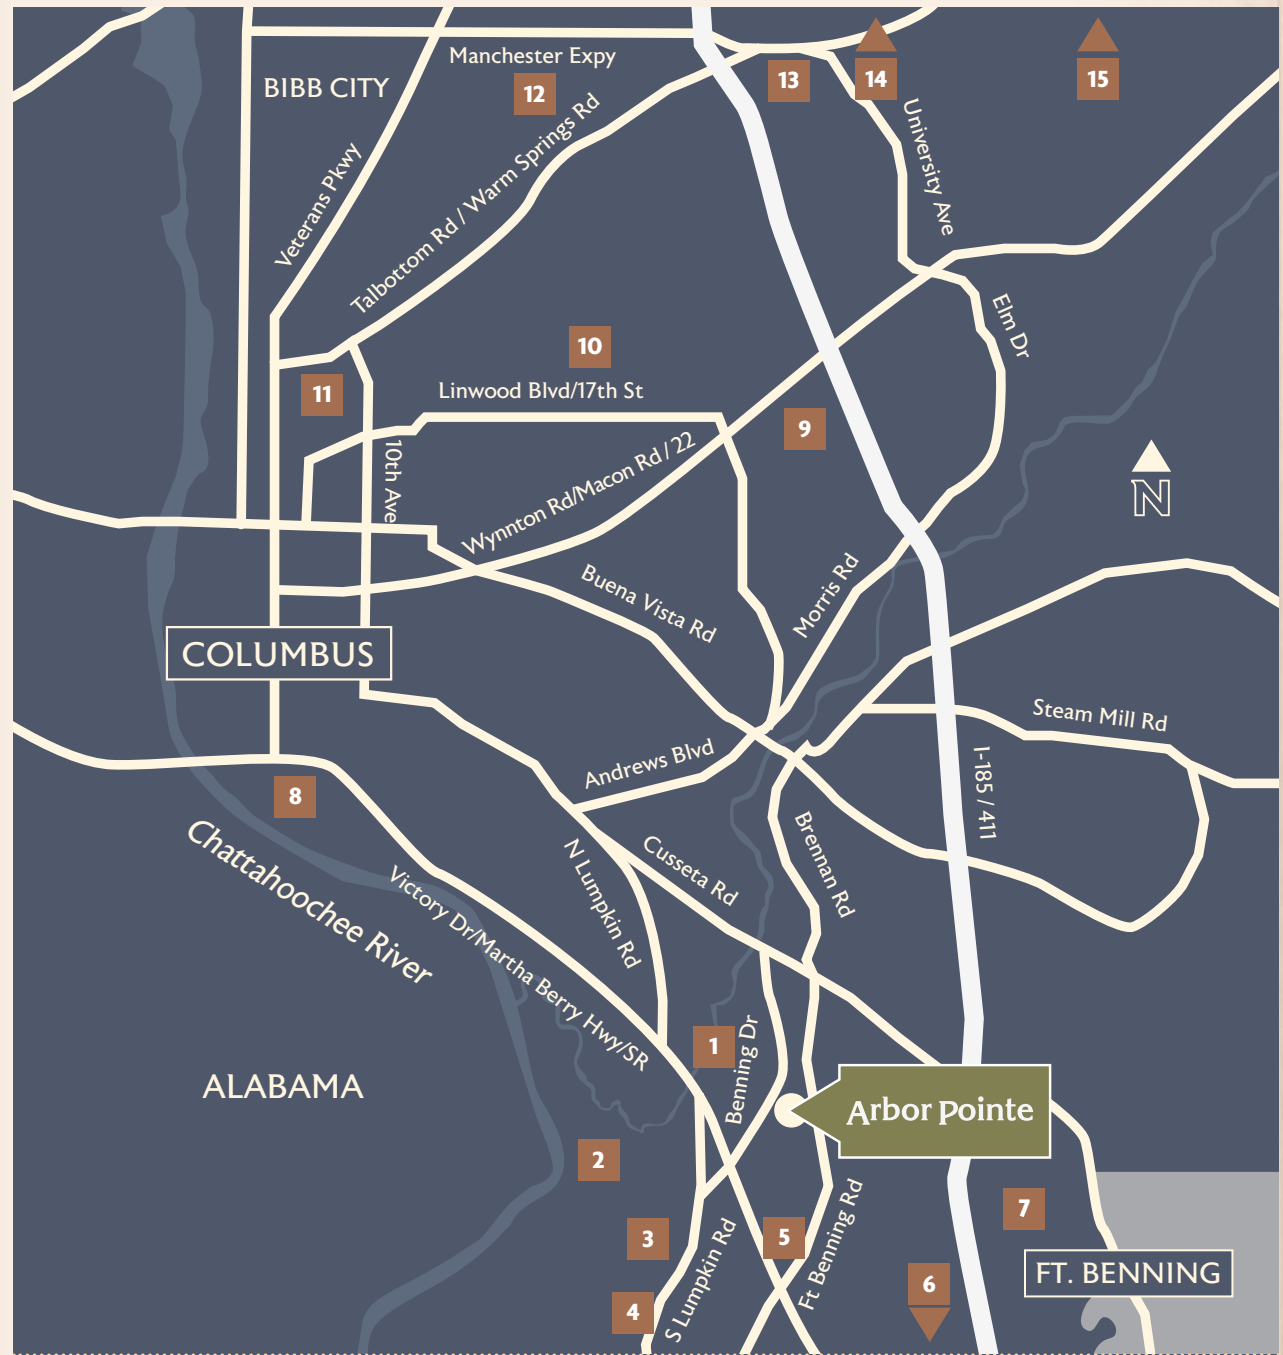 Manchester Expy
13
14
15
BIBB CITY
12
University Ave
Veterans Pkwy
Talbottom Rd / Warm Springs Rd
Elm Dr
10
Linwood Blvd/17th St
11
9
10th Ave
Wynnton Rd/Macon Rd / 22
N
Buena Vista Rd
Morris Rd
COLUMBUS
Steam Mill Rd
Andrews Blvd
I-185 / 411
8
Chattahoochee River
Victory Dr/Martha Berry Hwy/SR
N Lumpkin Rd
Cusseta Rd
Brennan Rd
1
Benning Dr
ALABAMA
Arbor Pointe
2
3
5
7
S Lumpkin Rd
Ft Benning Rd
FT. BENNING
4
6